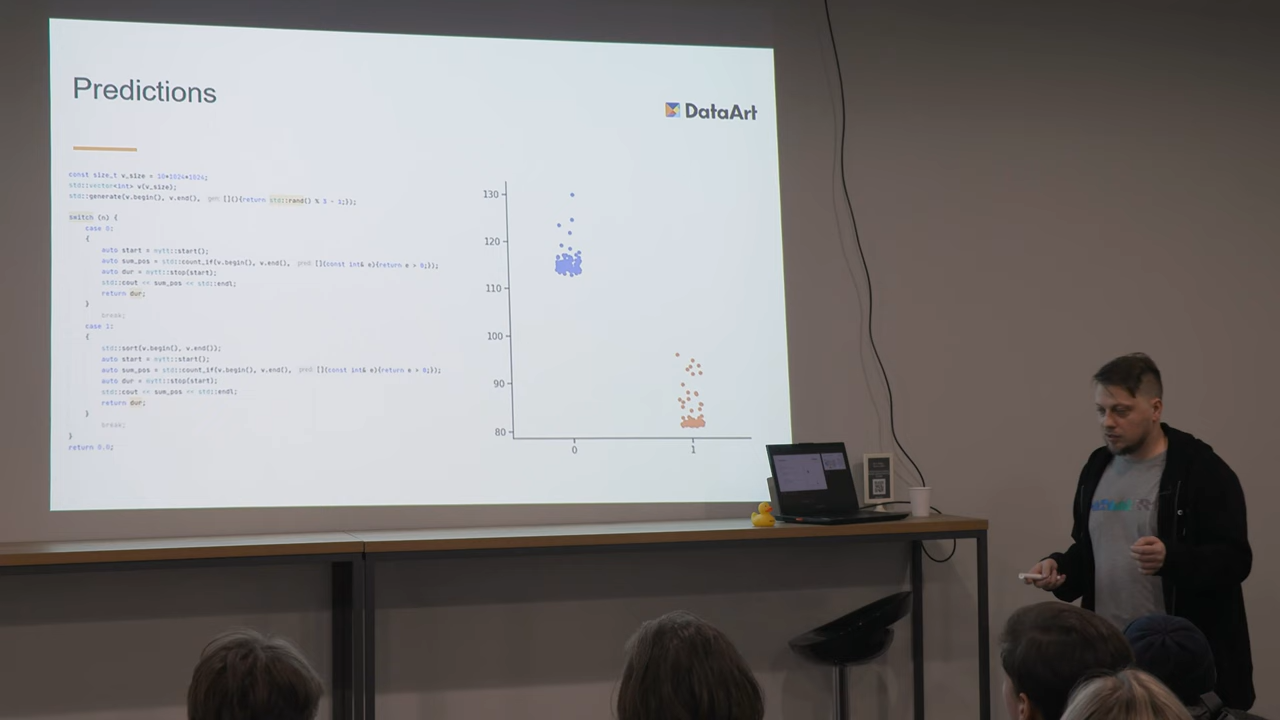 Predictions
DataArt
const size_t v_size = 10*1024*1024;
std::vector<int> v(v_size);
std::generate(v.begin(), v.end(), gen: [](){return std::rand() % 3 - 1;});
switch (n) {
case 0:
{
auto start = nutt::start();
auto sum_pos = std::count_if(v.begin(), v.end(), pred: [](const int& e){return e > 0;});
auto dur = nutt::stop(start);
std::cout << sum_pos << std::endl;
return dur;
}
break;
case 1:
{
std::sort(v.begin(), v.end());
auto start = nutt::start();
auto sum_pos = std::count_if(v.begin(), v.end(), pred: [](const int& e){return e > 0;});
auto dur = nutt::stop(start);
std::cout << sum_pos << std::endl;
return dur;
}
break;
}
return 0.0;
130
120
110
100
90
80
0 1